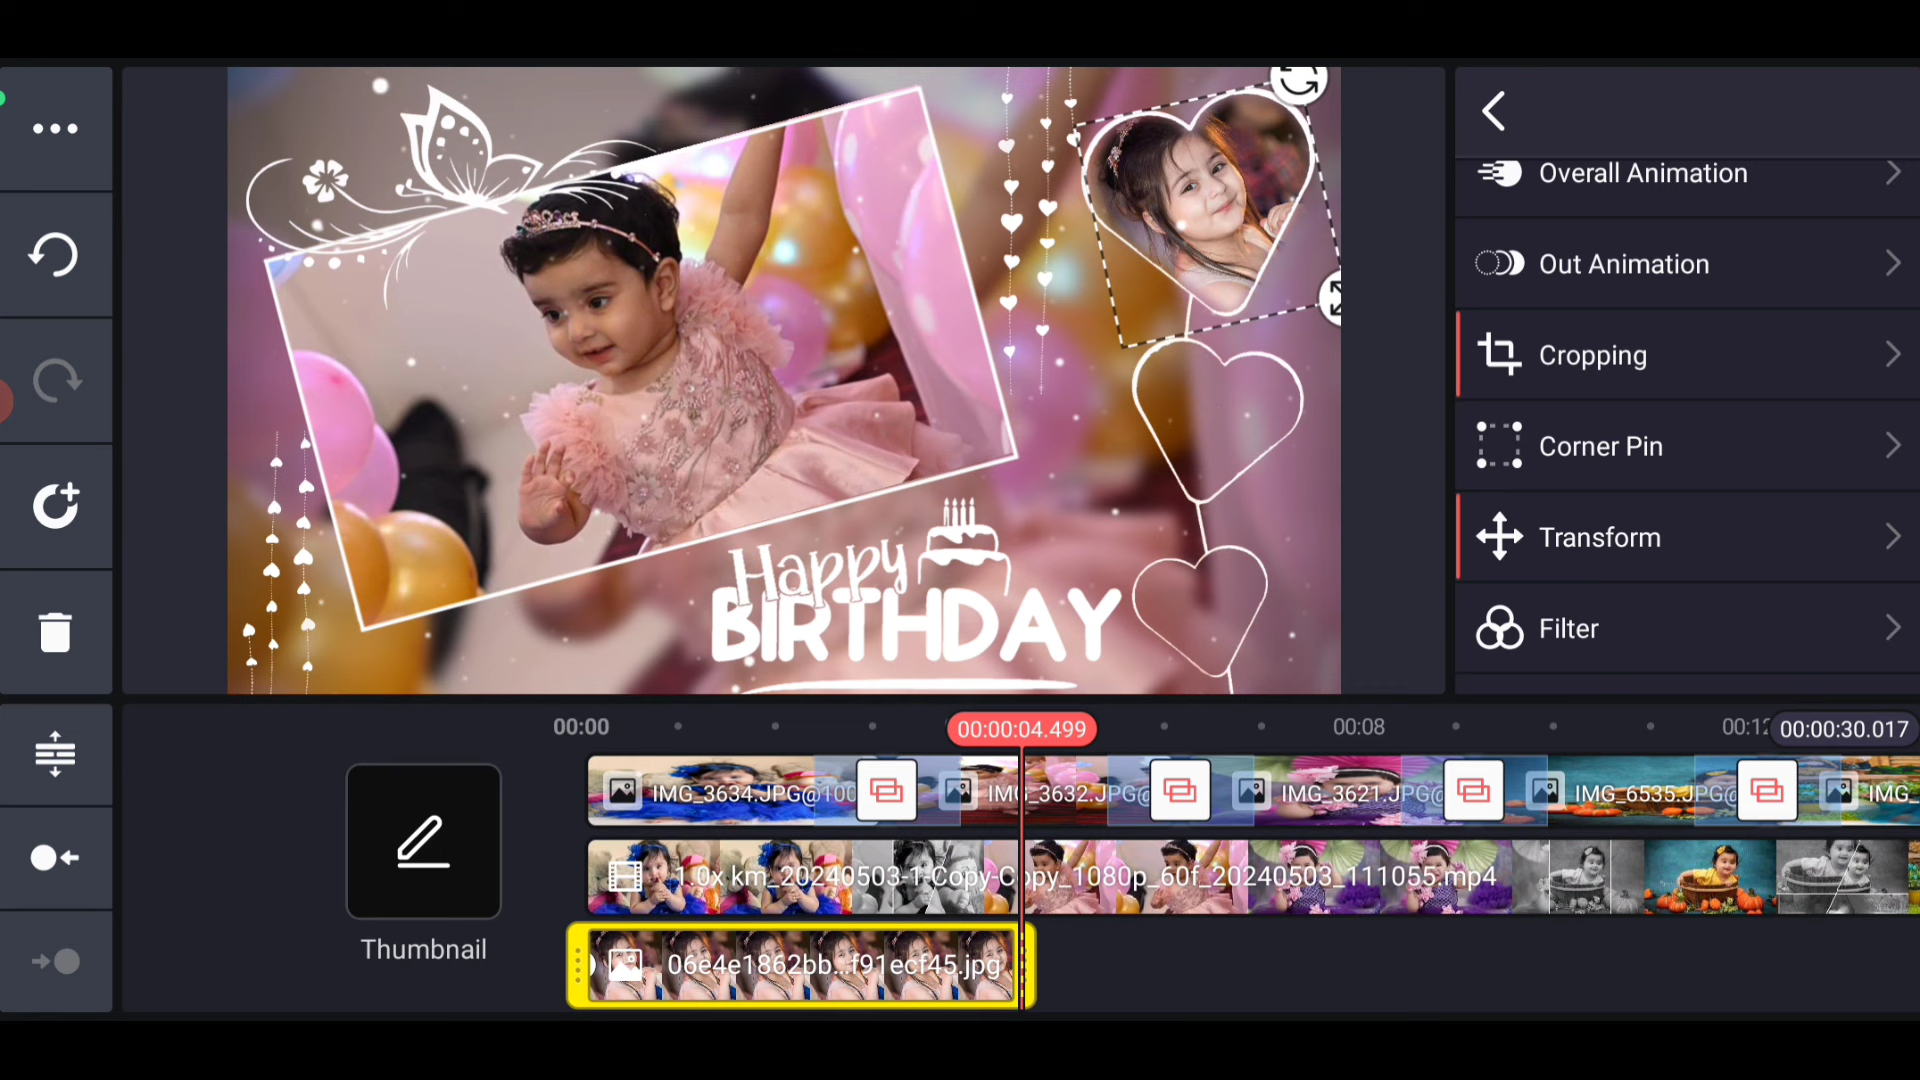 Overall Animation
Out Animation
Cropping
Corner Pin
Transform
Filter
Happy
BIRTHDAY
00:00
00:00:04.499
00:08
00:12
00:00:30.017
IMG_3634.JPG@100
IMG_3632.JPG@
IMG_3621.JPG@
IMG_6535.JPG@
IMG_
1.0x km_20240503-1-Copy-Copy_1080p_60f_20240503_111055.mp4
Thumbnail
06e4e1862bb...f91ecf45.jpg